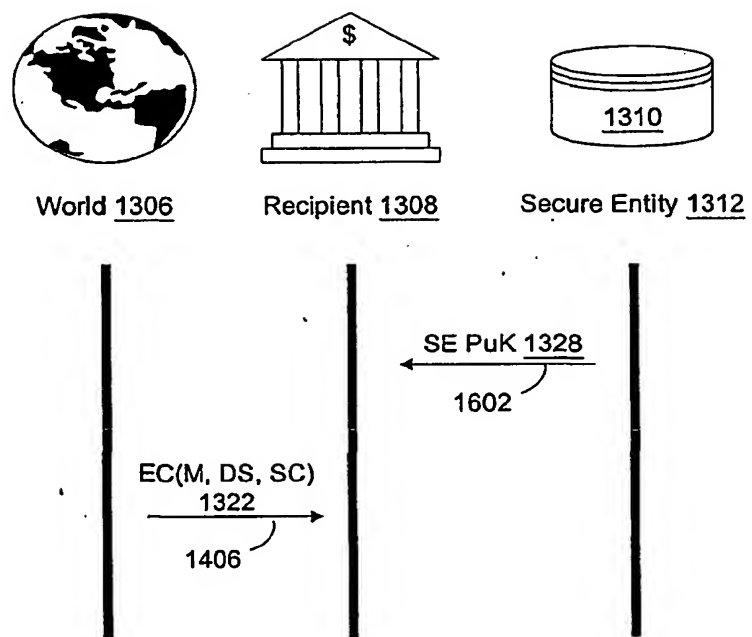 $
1310
World 1306
Recipient 1308
Secure Entity 1312
SE PuK 1328
1602
EC(M, DS, SC)
1322
1406